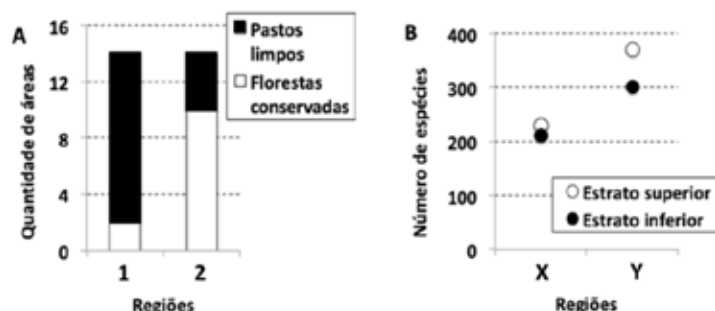 A
Quantidade de áreas
16
12
8
4
0
Pastos
limpos
Florestas
conservadas
1 2
Regiões
B
Número de espécies
400
300
200
100
0
Estrato superior
Estrato inferior
X Y
Regiões